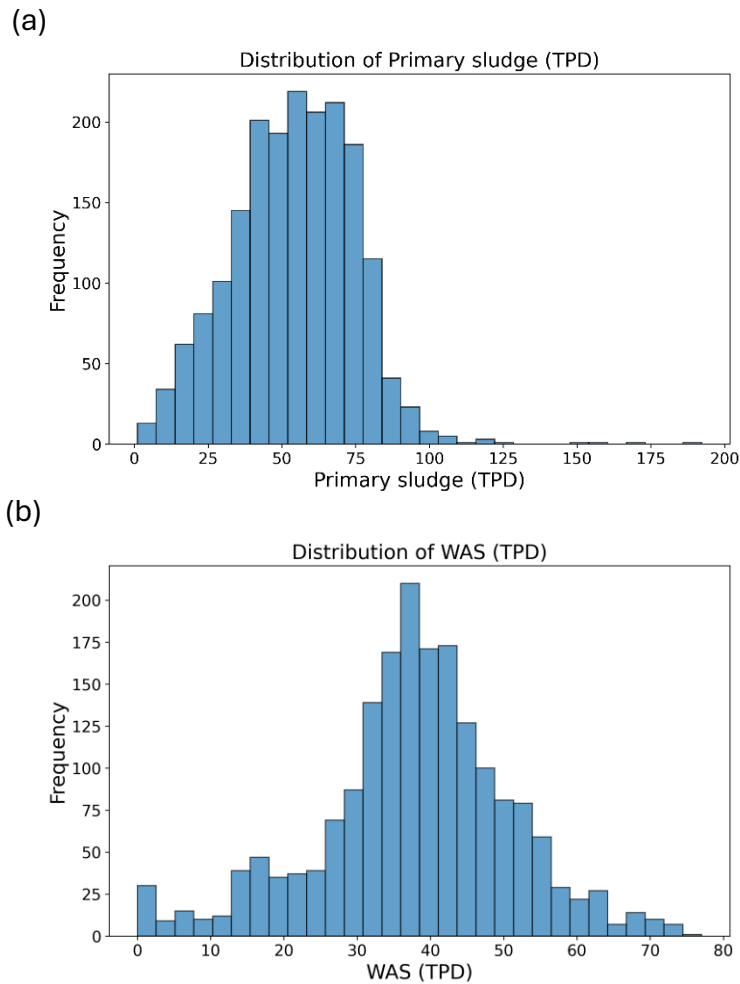 (a)
Distribution of Primary sludge (TPD)
Frequency
200
150
100
50
0
0 25 50 75 100 125 150 175 200
Primary sludge (TPD)
(b)
Distribution of WAS (TPD)
Frequency
200
175
150
125
100
75
50
25
0
0 10 20 30 40 50 60 70 80
WAS (TPD)